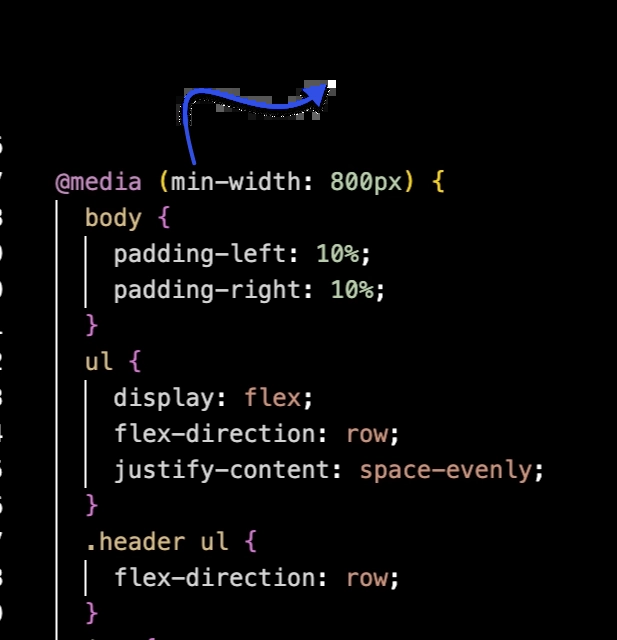 @media (min-width: 800px) {
body {
padding-left: 10%;
padding-right: 10%;
}
ul {
display: flex;
flex-direction: row;
justify-content: space-evenly;
}
.header ul {
flex-direction: row;
}